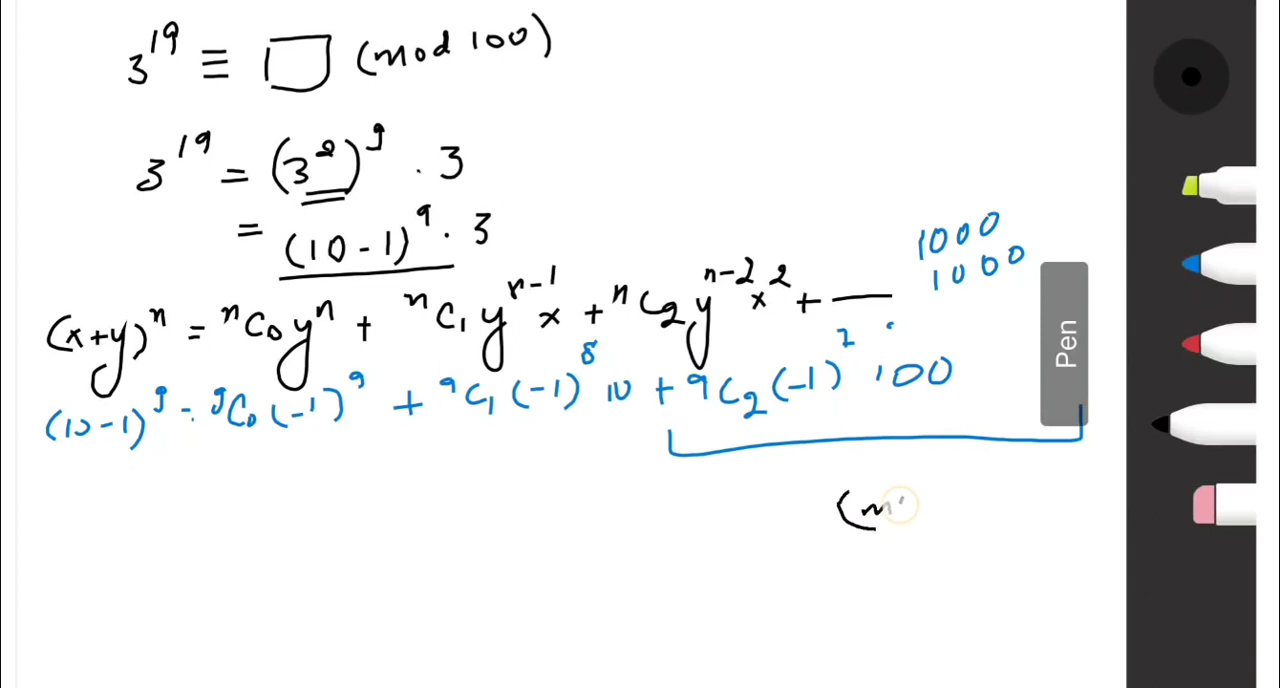 3^19 ≡ □ (mod 100)
3^19 = (3^2)^9 . 3
= (10-1)^9 . 3
1000
1000
(x+y)^n = nC0 y^n + nC1 y^n-1 x + nC2 y^n-2 x^2 + —
(10-1)^9 = 9C0 (-1)^9 + 9C1 (-1)^8 10 + 9C2 (-1)^7 100
(m
Pen